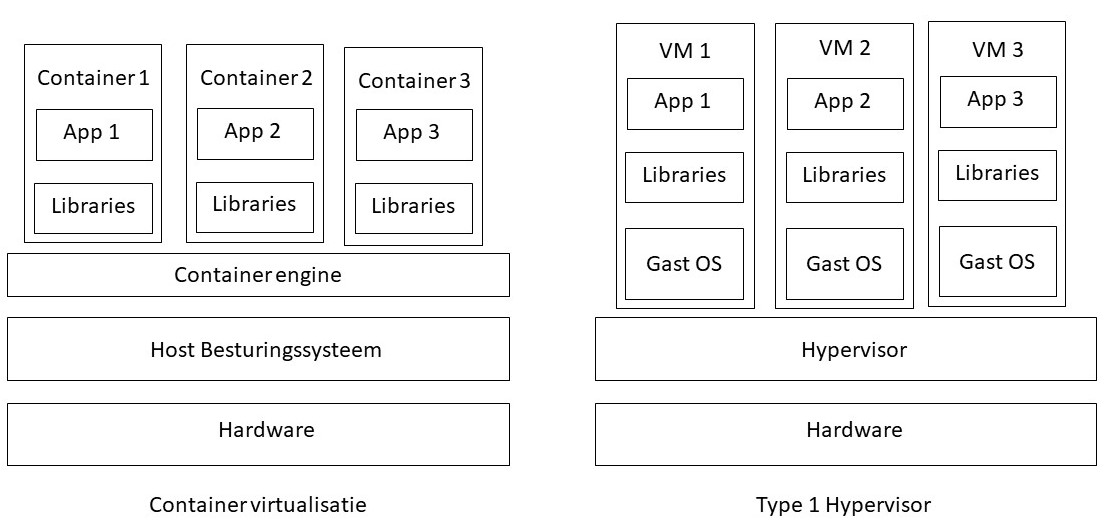 Container 1
App 1
Libraries
Container 2
App 2
Libraries
Container 3
App 3
Libraries
Container engine
Host Besturingssysteem
Hardware
Container virtualisatie
VM 1
App 1
Libraries
Gast OS
VM 2
App 2
Libraries
Gast OS
VM 3
App 3
Libraries
Gast OS
Hypervisor
Hardware
Type 1 Hypervisor